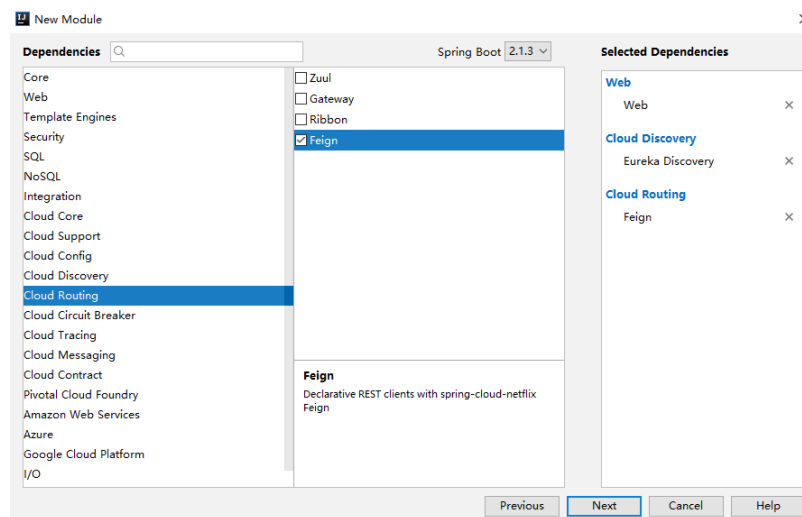 New Module
Dependencies
Spring Boot 2.1.3
Selected Dependencies
Core
Web
Template Engines
Security
SQL
NoSQL
Integration
Cloud Core
Cloud Support
Cloud Config
Cloud Discovery
Cloud Routing
Cloud Circuit Breaker
Cloud Tracing
Cloud Messaging
Cloud Contract
Pivotal Cloud Foundry
Amazon Web Services
Azure
Google Cloud Platform
I/O
Zuul
Gateway
Ribbon
Feign
Feign
Declarative REST clients with spring-cloud-netflix
Feign
Web
Web
Cloud Discovery
Eureka Discovery
Cloud Routing
Feign
Previous
Next
Cancel
Help